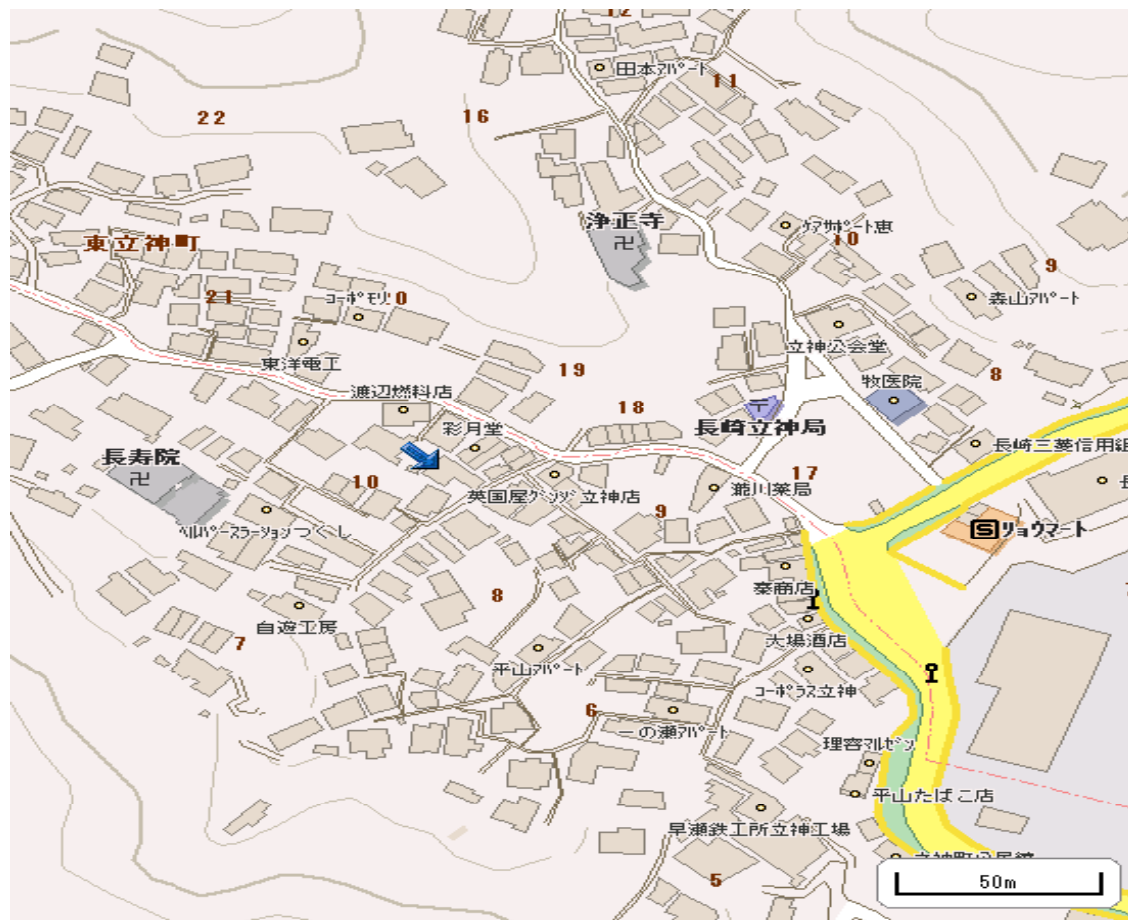 12
田本アパート
11
22
16
浄正寺
卍
ケアサポート恵
10
東立神町
9
21
コーポモリ
0
森山アパート
東洋電工
立神公会堂
19
8
渡辺燃料店
牧医院
18
〒
長崎立神局
彩月堂
長崎三菱信用組
長寿院
卍
17
10
英国屋グンゼ立神店
瀬川薬局
長
9
S リョウマート
ヘルパーステーションつくし
秦商店
8
自遊工房
大場酒店
7
平山アパート
コーポラス立神
6
一の瀬アパート
理容マルゼン
平山たばこ店
早瀬鉄工所立神工場
5
50m